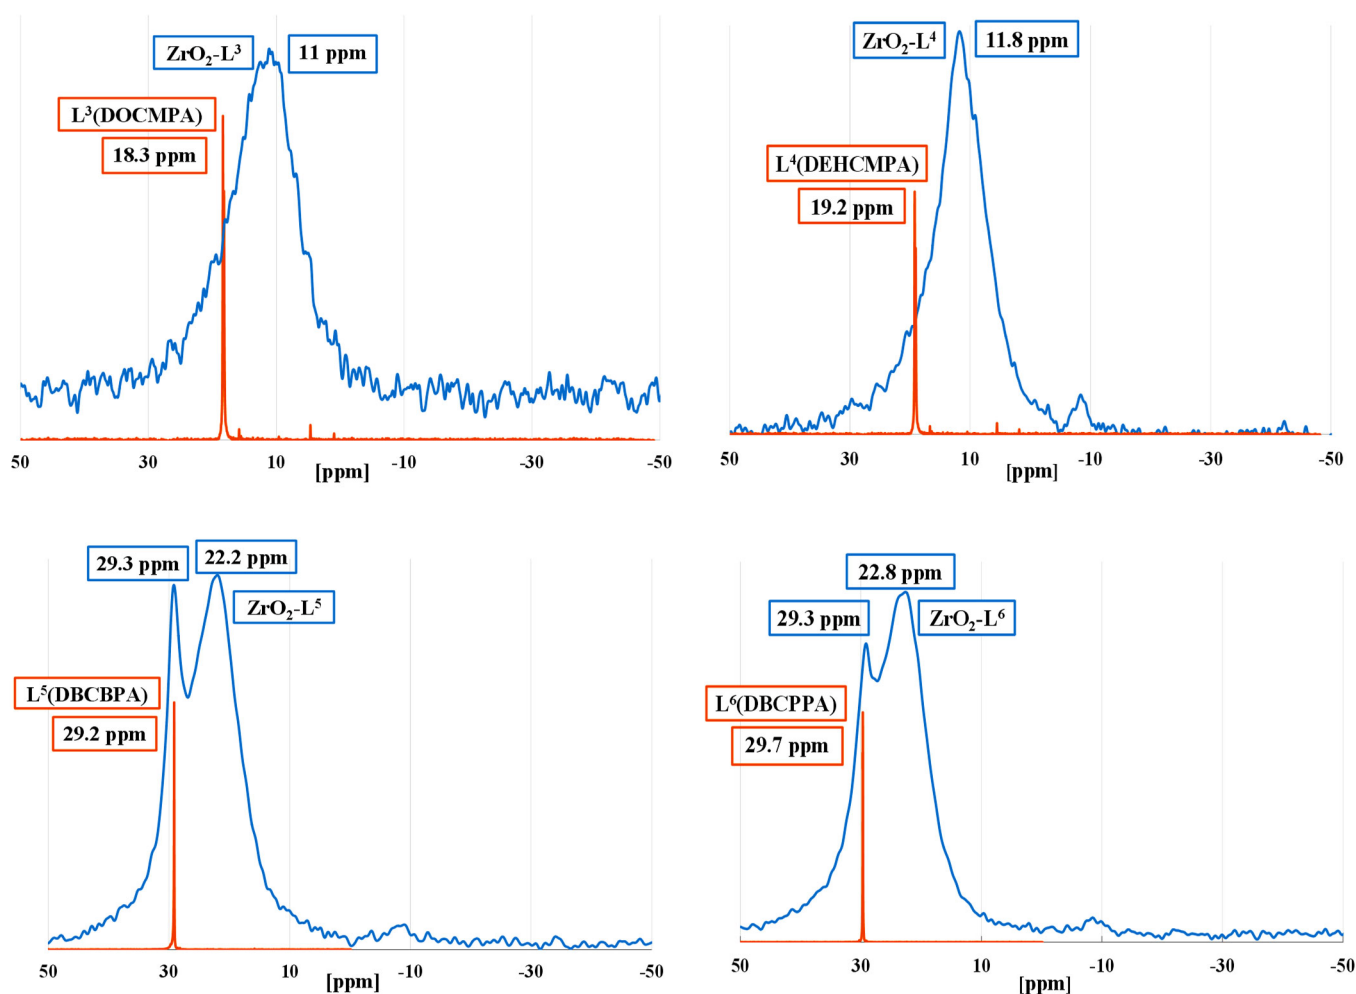 ZrO₂-L³
11 ppm
L³(DOCMPA)
18.3 ppm
50
30
10
-10
-30
-50
[ppm]
ZrO₂-L⁴
11.8 ppm
L⁴(DEHCMPA)
19.2 ppm
50
30
10
-10
-30
-50
[ppm]
29.3 ppm
22.2 ppm
ZrO₂-L⁵
L⁵(DBCBPA)
29.2 ppm
50
30
10
-10
-30
-50
[ppm]
22.8 ppm
29.3 ppm
ZrO₂-L⁶
L⁶(DBCPPA)
29.7 ppm
50
30
10
-10
-30
-50
[ppm]